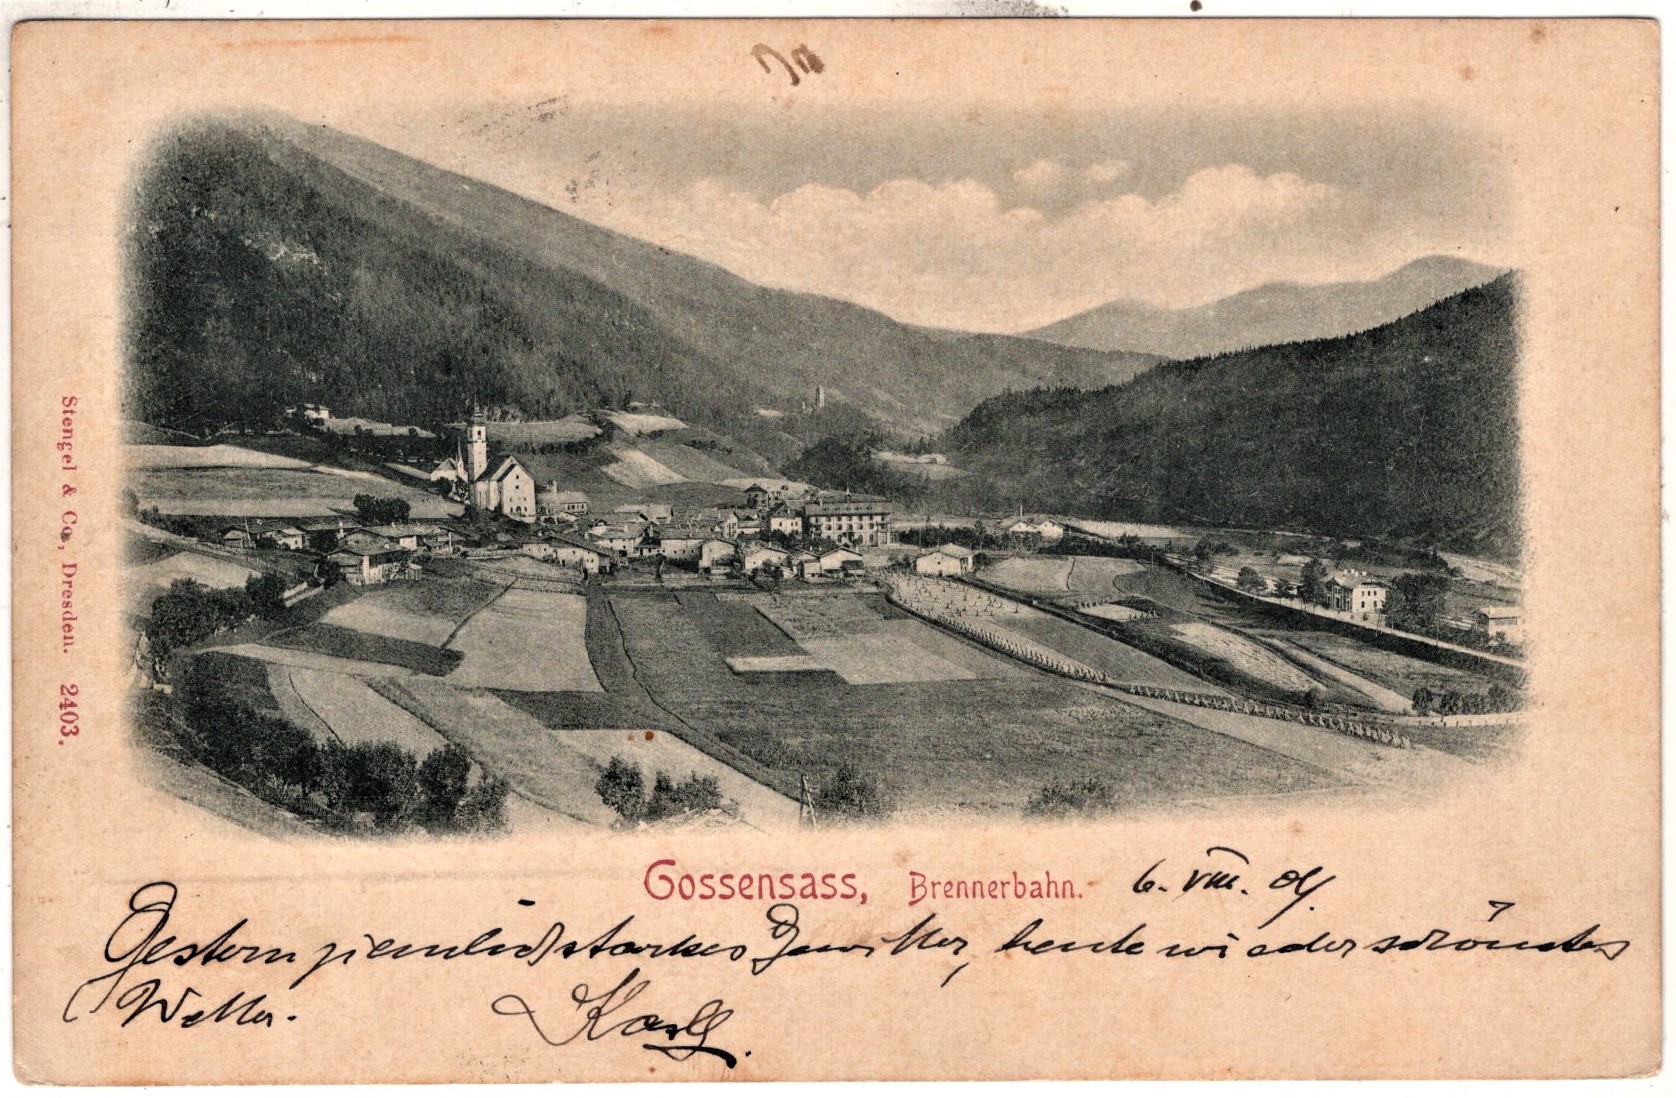 Gossensass, Brennerbahn. 6. VIII. 04.
Gestern ziemlich starkes Gewitter, heute wieder schönstes
Wetter. Karl.
Stengel & Co., Dresden. 2403.